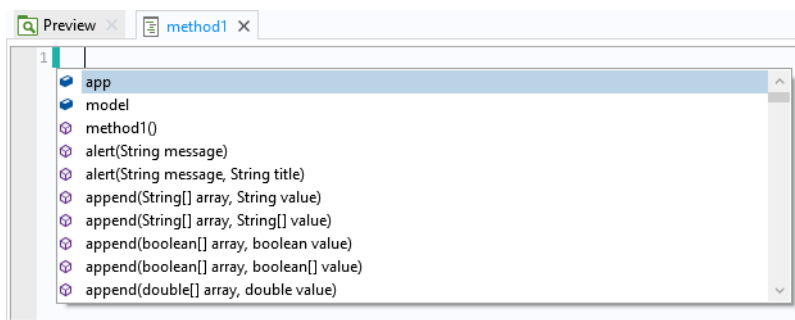 Preview method1
1
app
model
method1()
alert(String message)
alert(String message, String title)
append(String[] array, String value)
append(String[] array, String[] value)
append(boolean[] array, boolean value)
append(boolean[] array, boolean[] value)
append(double[] array, double value)